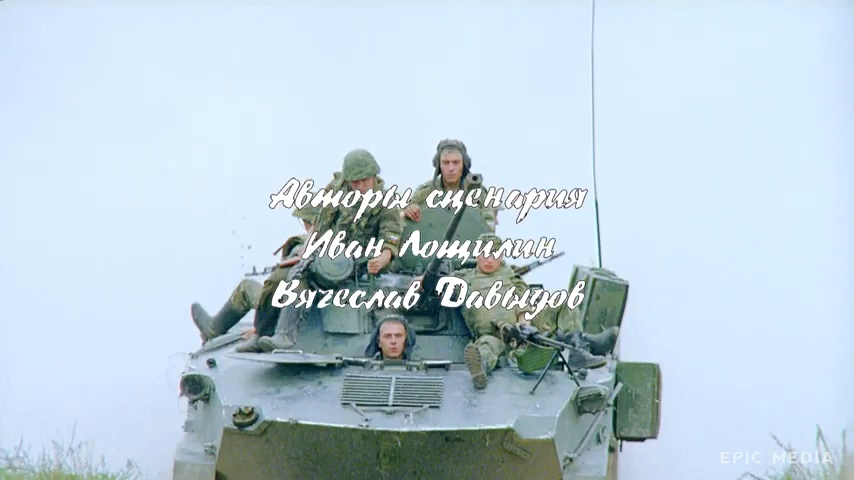 Авторы сценария
Иван Лощилин
Вячеслав Давыдов
EPIC MEDIA